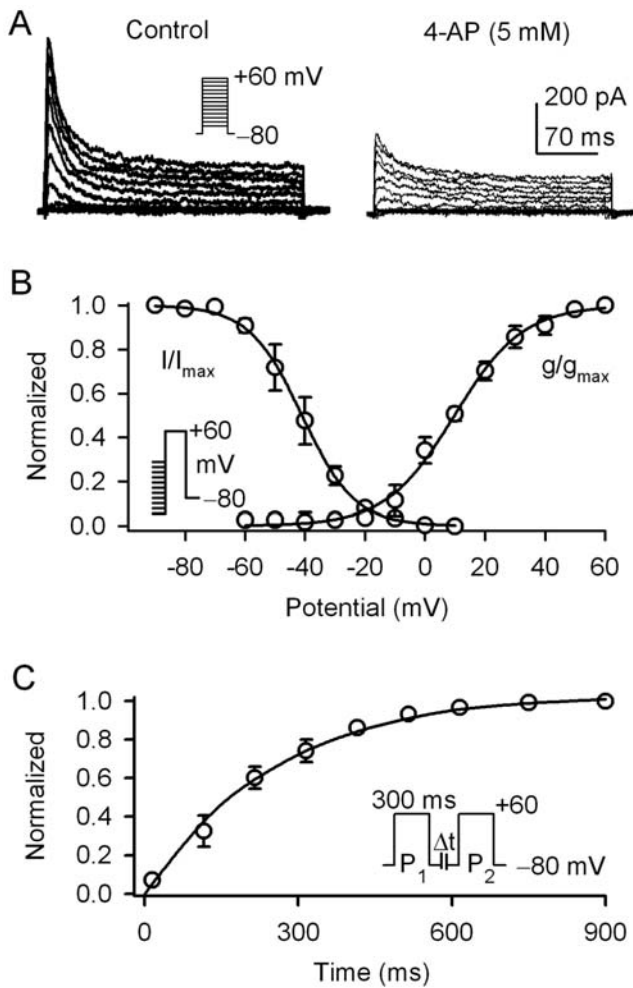 A
Control
4-AP (5 mM)
+60 mV
−80
200 pA
70 ms
B
1.0
0.8
0.6
0.4
0.2
0.0
Normalized
I/Imax
g/gmax
+60
mV
−80
-80 -60 -40 -20 0 20 40 60
Potential (mV)
C
1.0
0.8
0.6
0.4
0.2
0.0
Normalized
300 ms
+60
Δt
P1 P2
−80 mV
0 300 600 900
Time (ms)